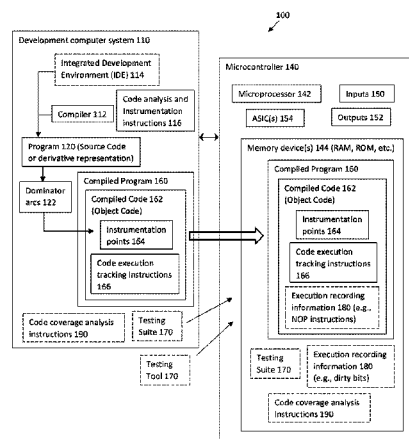 100
Development computer system 110
Integrated Development
Environment (IDE) 114
Compiler 112
Code analysis and
Instrumentation
instructions 116
Program 120 (Source Code
or derivative representation)
Dominator
arcs 122
Compiled Program 160
Compiled Code 162
(Object Code)
Instrumentation
points 164
Code execution
tracking instructions
166
Code coverage analysis
instructions 190
Testing
Suite 170
Testing
Tool 170
Microcontroller 140
Microprocessor 142
Inputs 150
ASIC(s) 154
Outputs 152
Memory device(s) 144 (RAM, ROM, etc.)
Compiled Program 160
Compiled Code 162
(Object Code)
Instrumentation
points 164
Code execution
tracking instructions
166
Execution recording
information 180 (e.g.,
NOP instructions)
Testing
Suite 170
Execution recording
information 180
(e.g., dirty bits)
Code coverage analysis
instructions 190